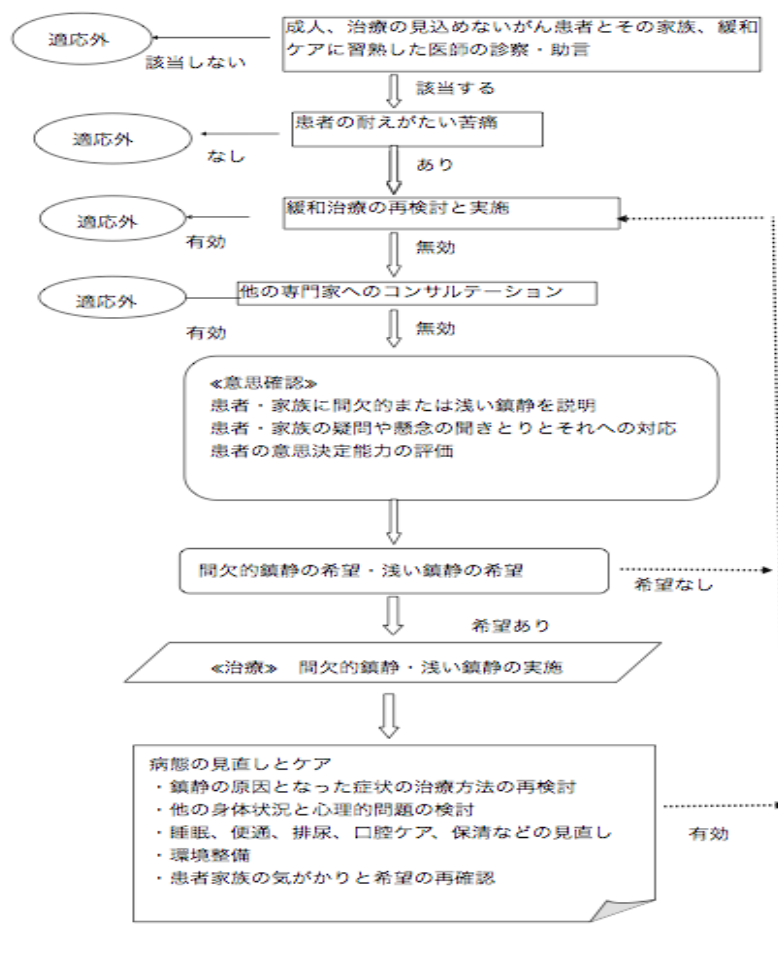 成人、治療の見込めないがん患者とその家族、緩和
ケアに習熟した医師の診察・助言
適応外
該当しない
該当する
患者の耐えがたい苦痛
適応外
なし
あり
緩和治療の再検討と実施
適応外
有効
無効
他の専門家へのコンサルテーション
適応外
有効
無効
≪意思確認≫
患者・家族に間欠的または浅い鎮静を説明
患者・家族の疑問や懸念の聞きとりとそれへの対応
患者の意思決定能力の評価
間欠的鎮静の希望・浅い鎮静の希望
希望なし
希望あり
≪治療≫ 間欠的鎮静・浅い鎮静の実施
病態の見直しとケア
・鎮静の原因となった症状の治療方法の再検討
・他の身体状況と心理的問題の検討
・睡眠、便通、排尿、口腔ケア、保清などの見直し
・環境整備
・患者家族の気がかりと希望の再確認
有効